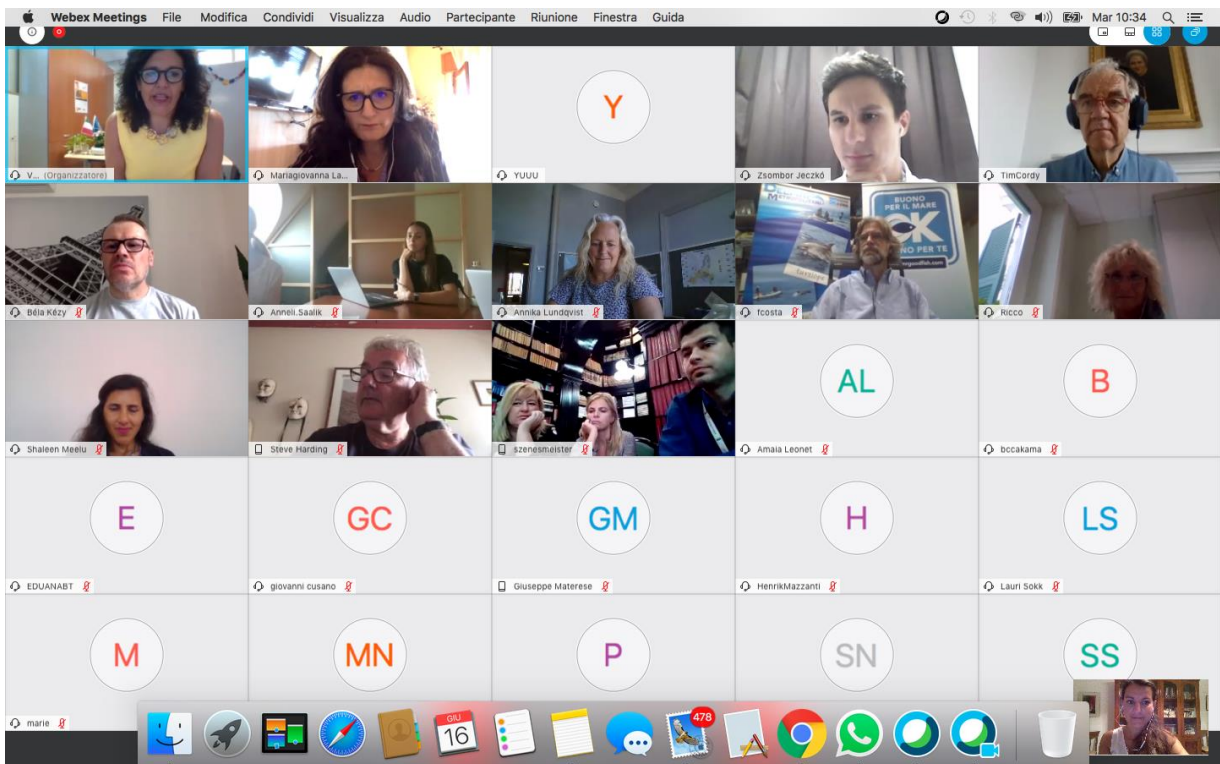 Webex Meetings File Modifica Condividi Visualizza Audio Partecipante Riunione Finestra Guida Mar 10:34
V... (Organizzatore)
Mariagiovanna La...
Y
YUUU
Zsombor Jeczkó
TimCordy
Béla Kézy
Anneli.Saalik
Annika Lundqvist
BUONO
PER IL MARE
OK
NO PER TE
fcosta
Ricco
Shaleen Meelu
Steve Harding
szenesmeister
AL
Amaia Leonet
B
bccakama
E
EDUANABT
GC
giovanni cusano
GM
Giuseppe Materese
H
HenrikMazzanti
LS
Lauri Sokk
M
marie
MN
P
SN
SS
GIU
16
478